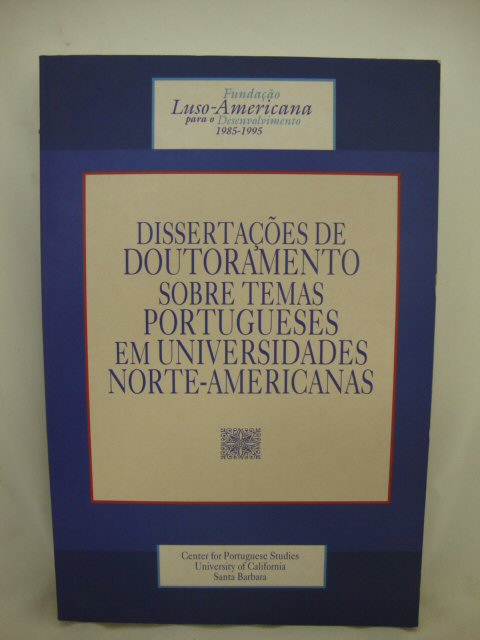 Fundação
Luso-Americana
para o Desenvolvimento
1985-1995
DISSERTAÇÕES DE
DOUTORAMENTO
SOBRE TEMAS
PORTUGUESES
EM UNIVERSIDADES
NORTE-AMERICANAS
Center for Portuguese Studies
University of California
Santa Barbara